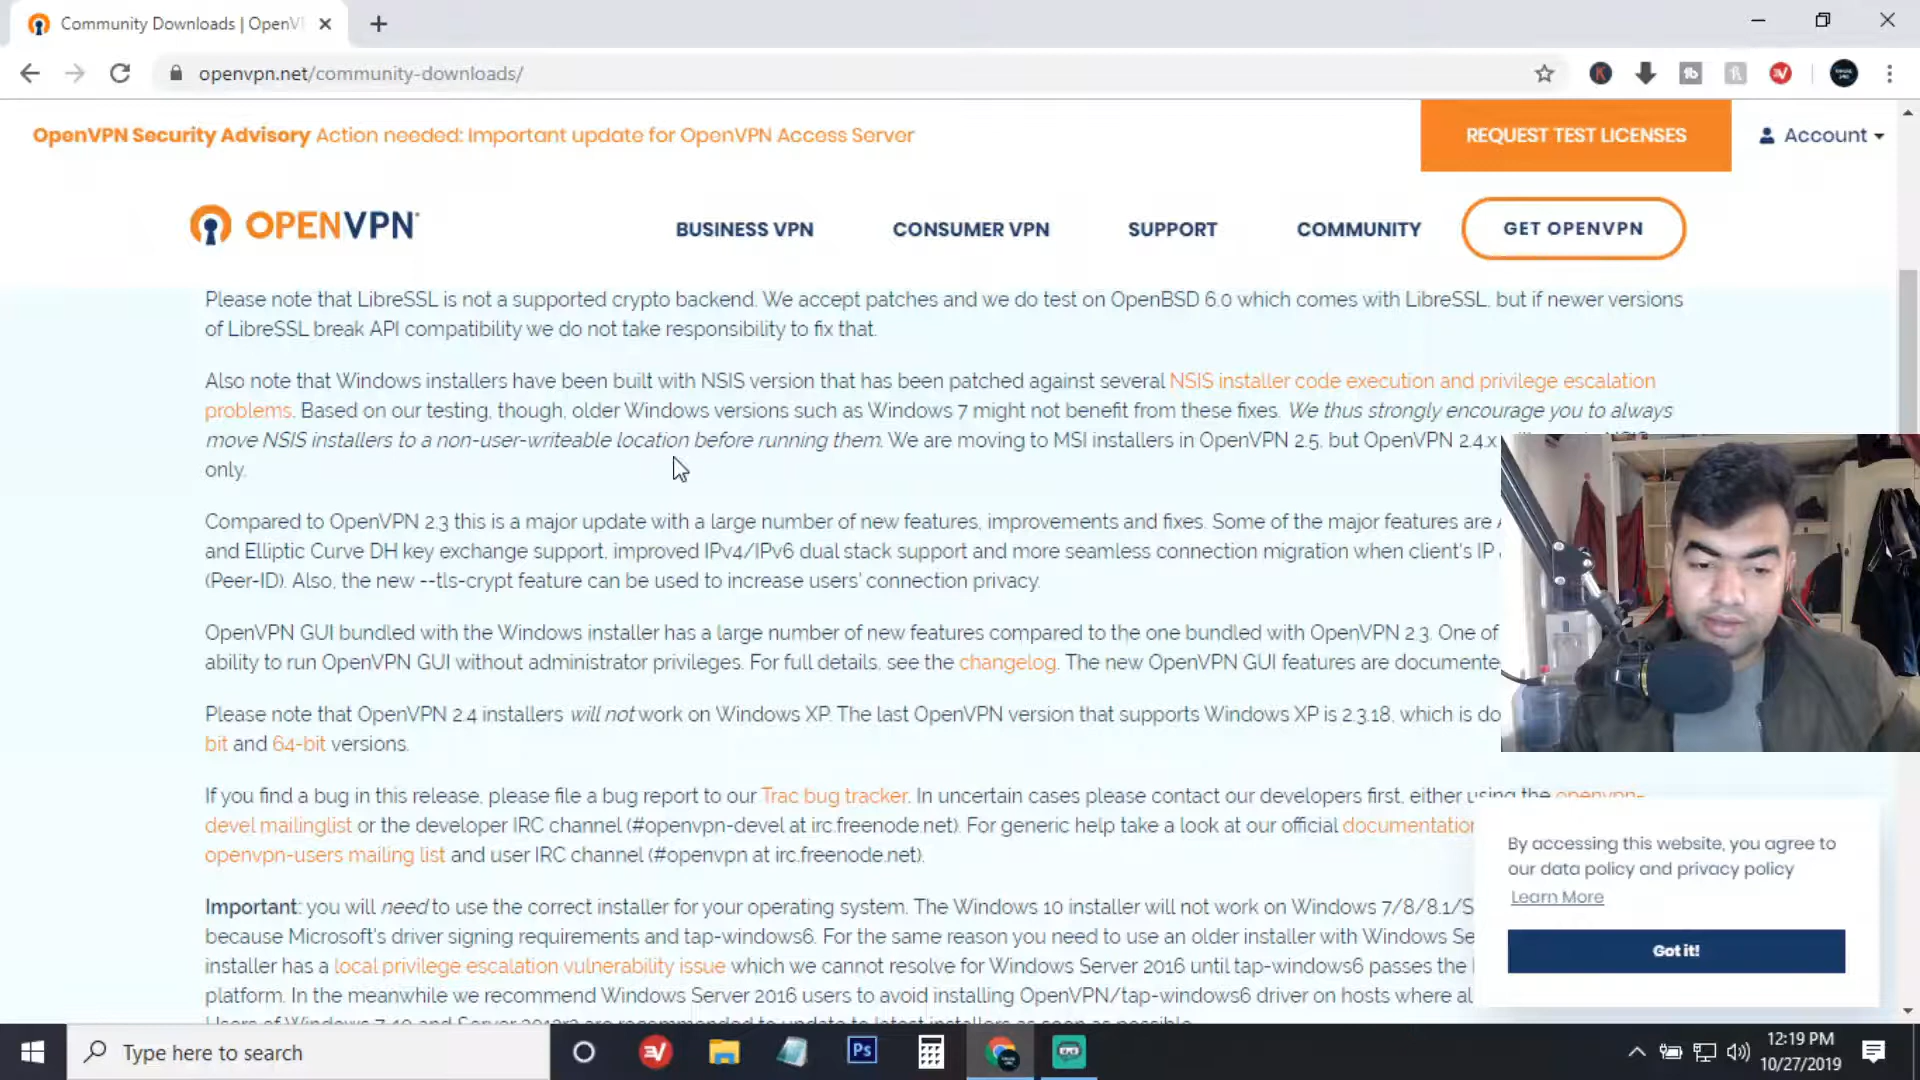 Community Downloads | OpenV
openvpn.net/community-downloads/
OpenVPN Security Advisory Action needed: Important update for OpenVPN Access Server
REQUEST TEST LICENSES
Account
OPENVPN
BUSINESS VPN
CONSUMER VPN
SUPPORT
COMMUNITY
GET OPENVPN
Please note that LibreSSL is not a supported crypto backend. We accept patches and we do test on OpenBSD 6.0 which comes with LibreSSL, but if newer versions
of LibreSSL break API compatibility we do not take responsibility to fix that.
Also note that Windows installers have been built with NSIS version that has been patched against several NSIS installer code execution and privilege escalation
problems. Based on our testing, though, older Windows versions such as Windows 7 might not benefit from these fixes. We thus strongly encourage you to always
move NSIS installers to a non-user-writeable location before running them. We are moving to MSI installers in OpenVPN 2.5, but OpenVPN 2.4.x
only.
Compared to OpenVPN 2.3 this is a major update with a large number of new features, improvements and fixes. Some of the major features are
and Elliptic Curve DH key exchange support, improved IPv4/IPv6 dual stack support and more seamless connection migration when client's IP
(Peer-ID). Also, the new --tls-crypt feature can be used to increase users' connection privacy.
OpenVPN GUI bundled with the Windows installer has a large number of new features compared to the one bundled with OpenVPN 2.3. One of
ability to run OpenVPN GUI without administrator privileges. For full details, see the changelog. The new OpenVPN GUI features are documente
Please note that OpenVPN 2.4 installers will not work on Windows XP. The last OpenVPN version that supports Windows XP is 2.3.18, which is do
bit and 64-bit versions.
If you find a bug in this release, please file a bug report to our Trac bug tracker. In uncertain cases please contact our developers first, either using the openvpn-
devel mailinglist or the developer IRC channel (#openvpn-devel at irc.freenode.net). For generic help take a look at our official documentation
openvpn-users mailing list and user IRC channel (#openvpn at irc.freenode.net).
Important: you will need to use the correct installer for your operating system. The Windows 10 installer will not work on Windows 7/8/8.1/S
because Microsoft's driver signing requirements and tap-windows6. For the same reason you need to use an older installer with Windows Se
installer has a local privilege escalation vulnerability issue which we cannot resolve for Windows Server 2016 until tap-windows6 passes the
platform. In the meanwhile we recommend Windows Server 2016 users to avoid installing OpenVPN/tap-windows6 driver on hosts where al
Users of Windows 7-10 and Server 2012r2 are recommended to update to latest installers as soon as possible.
By accessing this website, you agree to
our data policy and privacy policy
Learn More
Got it!
Type here to search
Ps
12:19 PM
10/27/2019